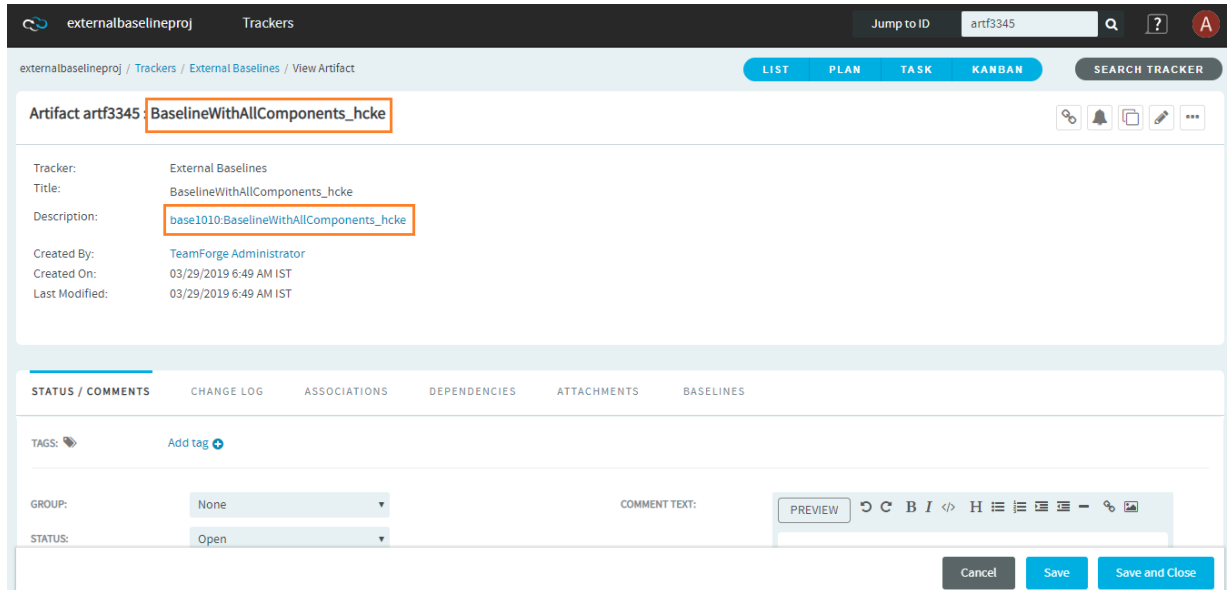 externalbaselineproj Trackers Jump to ID artf3345 ? A
externalbaselineproj / Trackers / External Baselines / View Artifact LIST PLAN TASK KANBAN SEARCH TRACKER
Artifact artf3345 : BaselineWithAllComponents_hcke
Tracker: External Baselines
Title: BaselineWithAllComponents_hcke
Description: base1010:BaselineWithAllComponents_hcke
Created By: TeamForge Administrator
Created On: 03/29/2019 6:49 AM IST
Last Modified: 03/29/2019 6:49 AM IST
STATUS / COMMENTS CHANGE LOG ASSOCIATIONS DEPENDENCIES ATTACHMENTS BASELINES
TAGS: Add tag
GROUP: None COMMENT TEXT: PREVIEW B I </> H
STATUS: Open
Cancel Save Save and Close